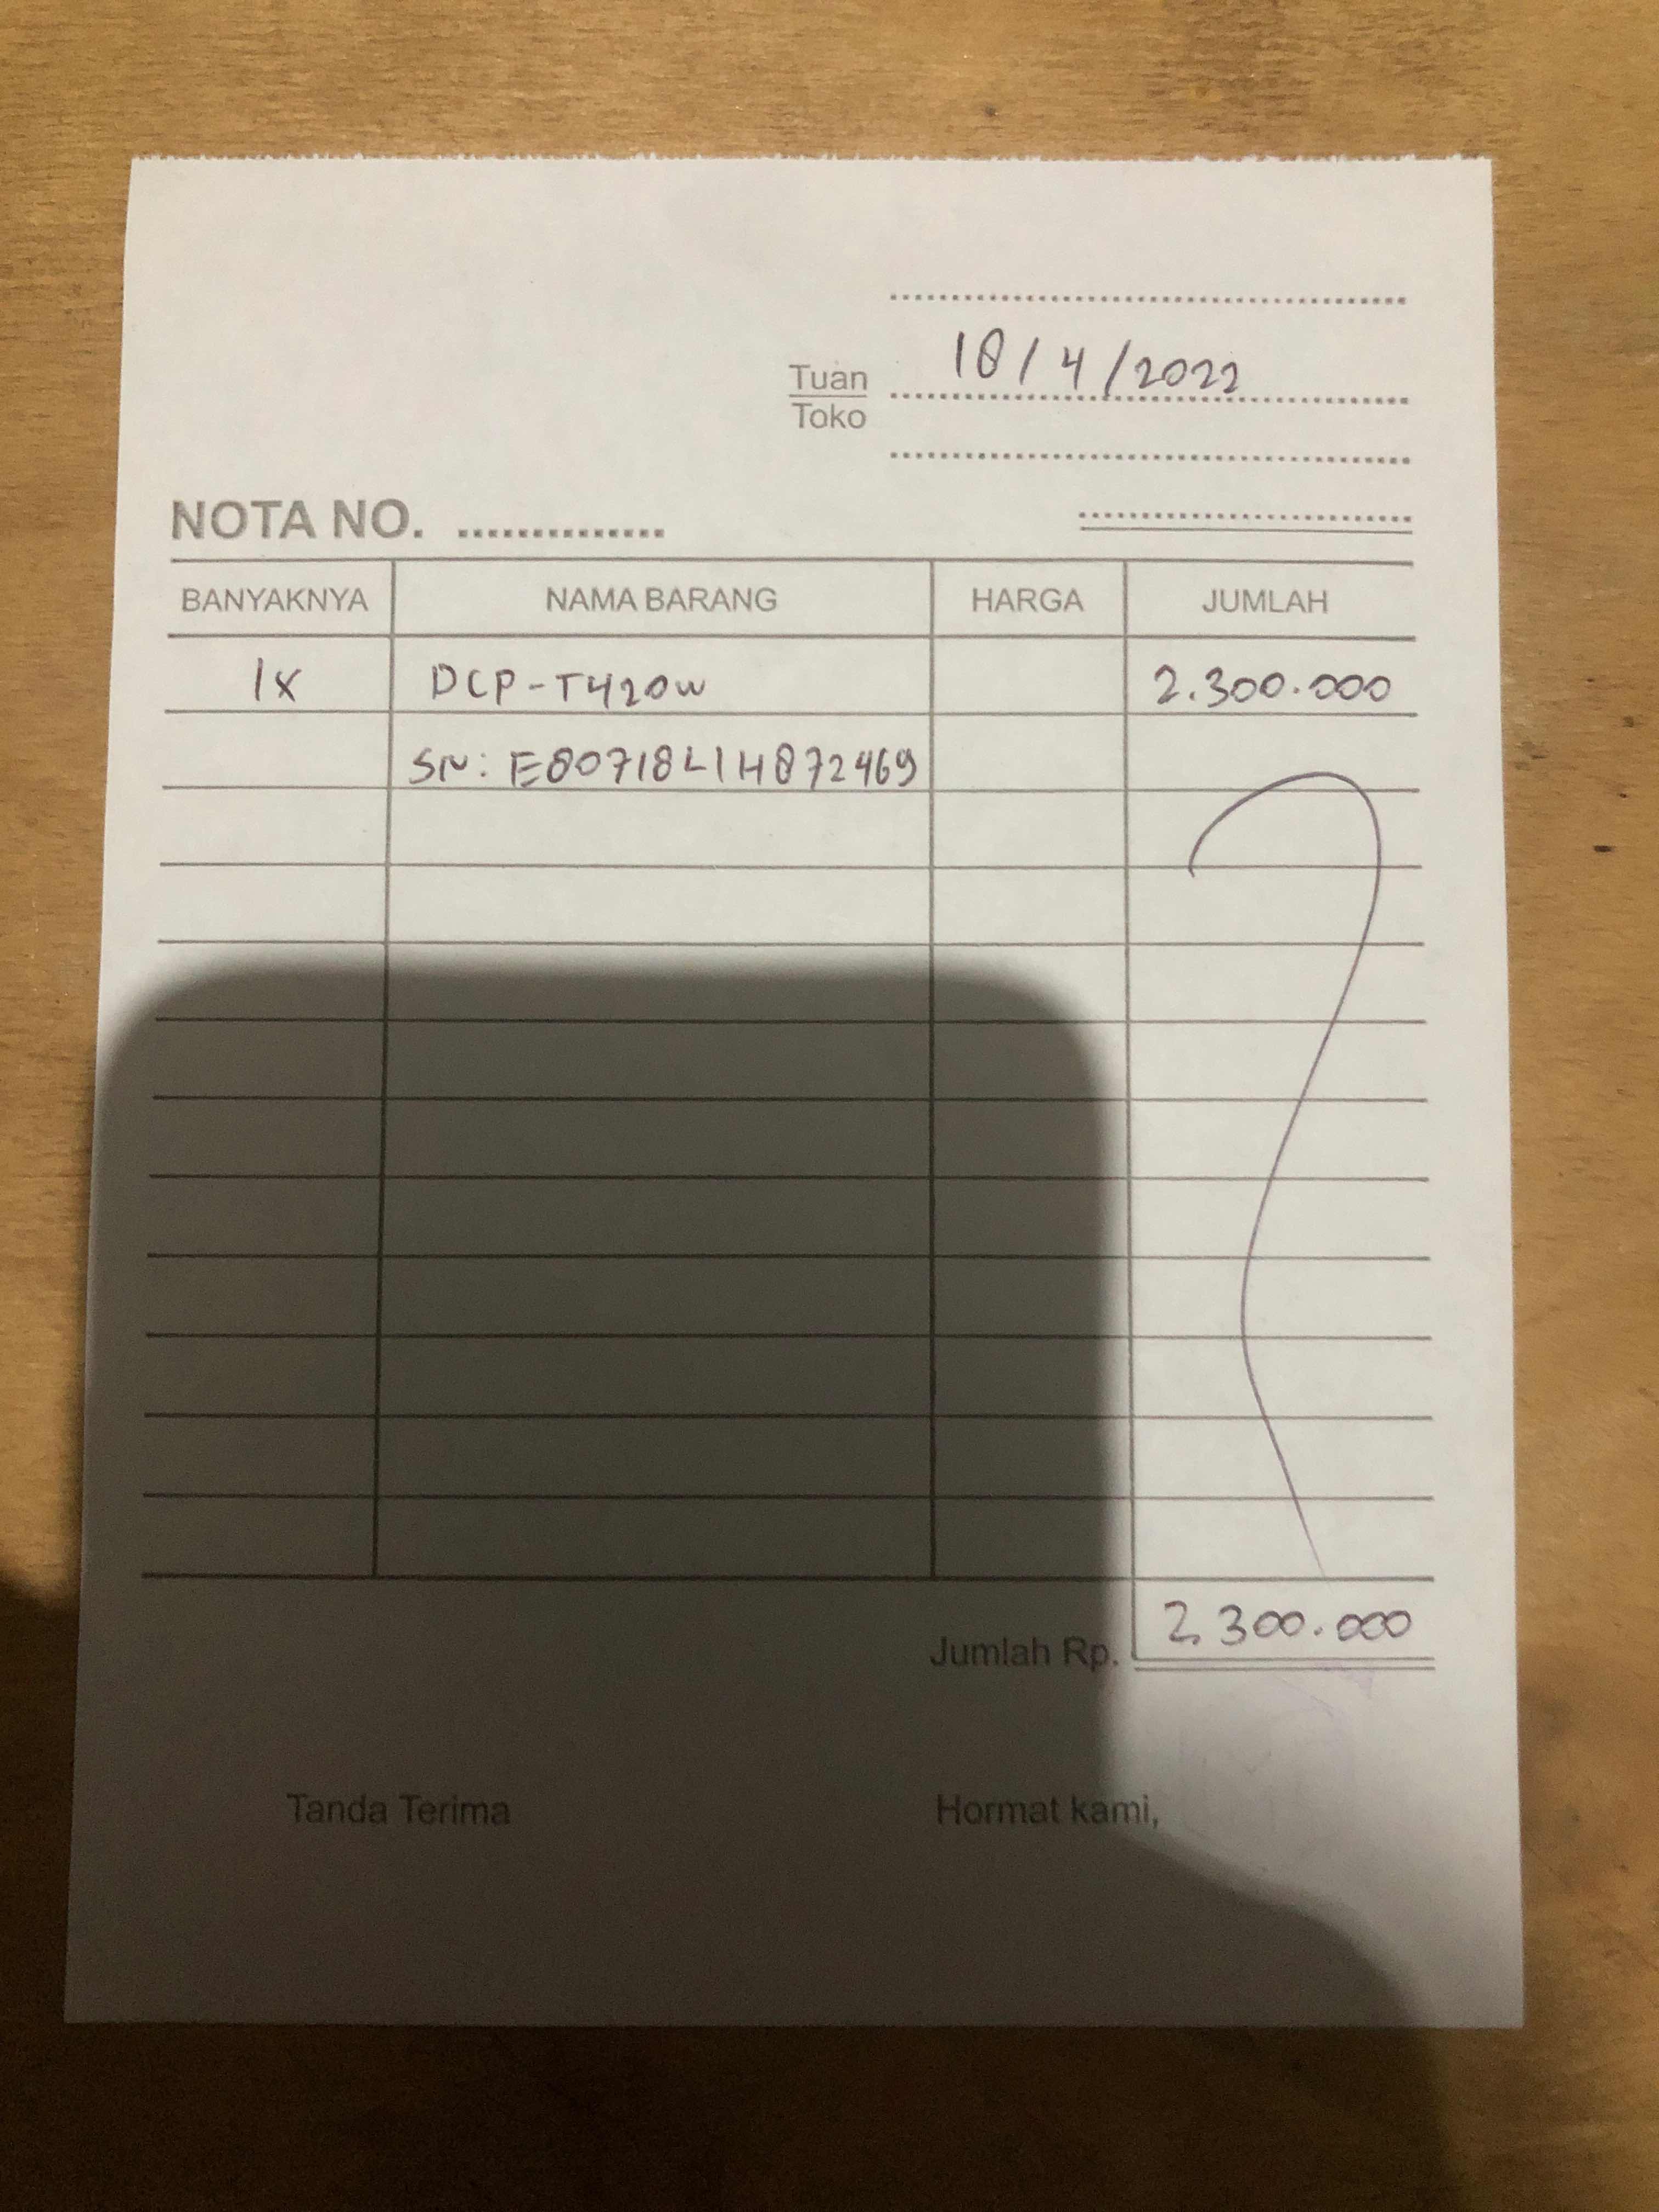 18/4/2022
Tuan
Toko
NOTA NO.
BANYAKNYA NAMA BARANG HARGA JUMLAH
1x DCP-T420w 2.300.000
SN: E80718L1H872469
Jumlah Rp. 2.300.000
Tanda Terima Hormat kami,